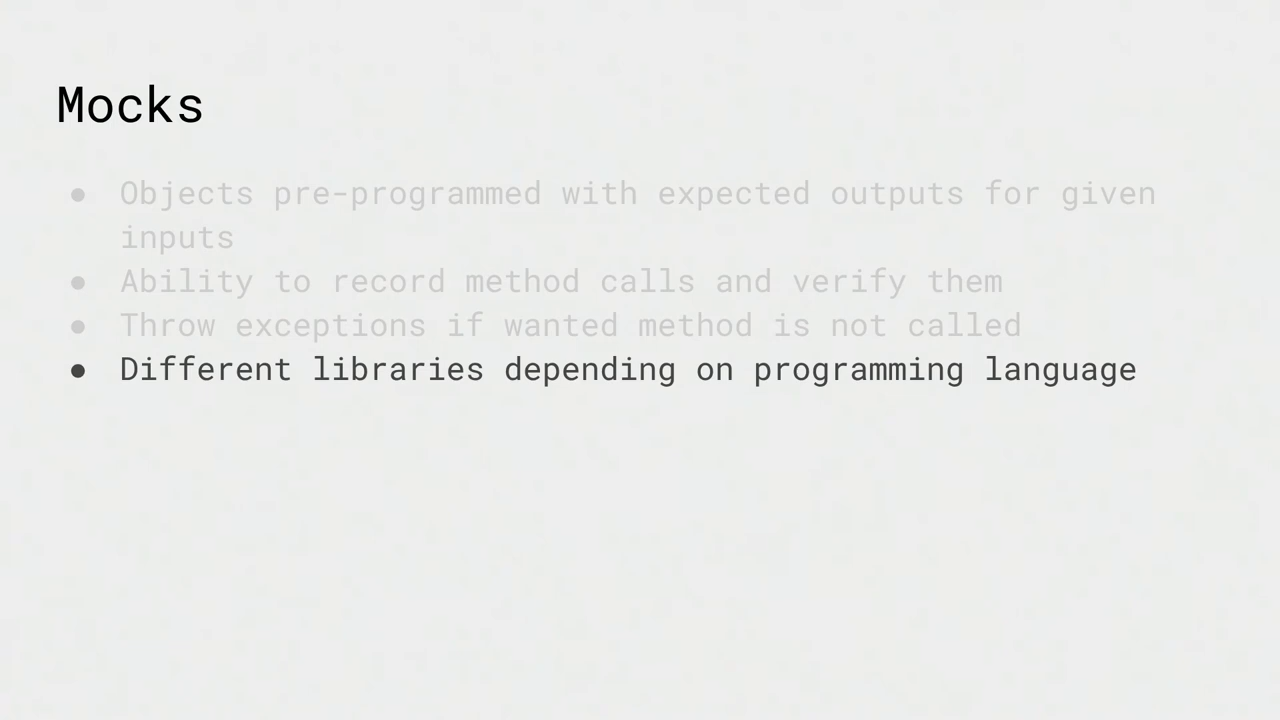 Mocks
● Objects pre-programmed with expected outputs for given
inputs
● Ability to record method calls and verify them
● Throw exceptions if wanted method is not called
● Different libraries depending on programming language